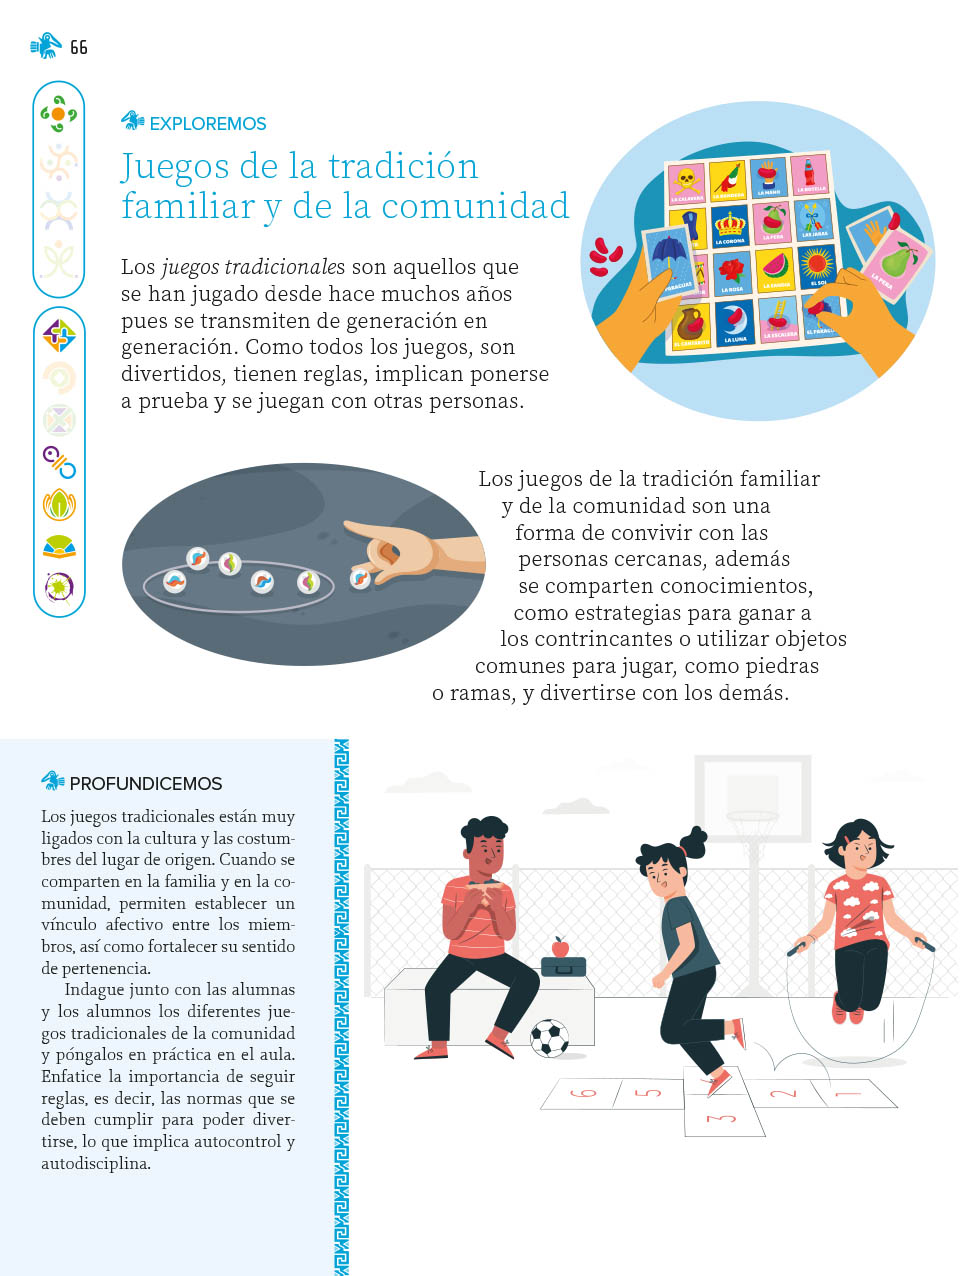 66
EXPLOREMOS
Juegos de la tradición
familiar y de la comunidad
Los juegos tradicionales son aquellos que
se han jugado desde hace muchos años
pues se transmiten de generación en
generación. Como todos los juegos, son
divertidos, tienen reglas, implican ponerse
a prueba y se juegan con otras personas.
LA CALAVERA
LA BANDERA
LA MANO
LA BOTELLA
LA CORONA
LA PERA
LAS JARAS
LA ROSA
LA SANDÍA
EL SOL
EL CANTARITO
LA LUNA
LA ESCALERA
LA PERA
Los juegos de la tradición familiar
y de la comunidad son una
forma de convivir con las
personas cercanas, además
se comparten conocimientos,
como estrategias para ganar a
los contrincantes o utilizar objetos
comunes para jugar, como piedras
o ramas, y divertirse con los demás.
PROFUNDICEMOS
Los juegos tradicionales están muy
ligados con la cultura y las costum-
bres del lugar de origen. Cuando se
comparten en la familia y en la co-
munidad, permiten establecer un
vínculo afectivo entre los miem-
bros, así como fortalecer su sentido
de pertenencia.
Indague junto con las alumnas
y los alumnos los diferentes jue-
gos tradicionales de la comunidad
y póngalos en práctica en el aula.
Enfatice la importancia de seguir
reglas, es decir, las normas que se
deben cumplir para poder diver-
tirse, lo que implica autocontrol y
autodisciplina.
6 5 3 2 1